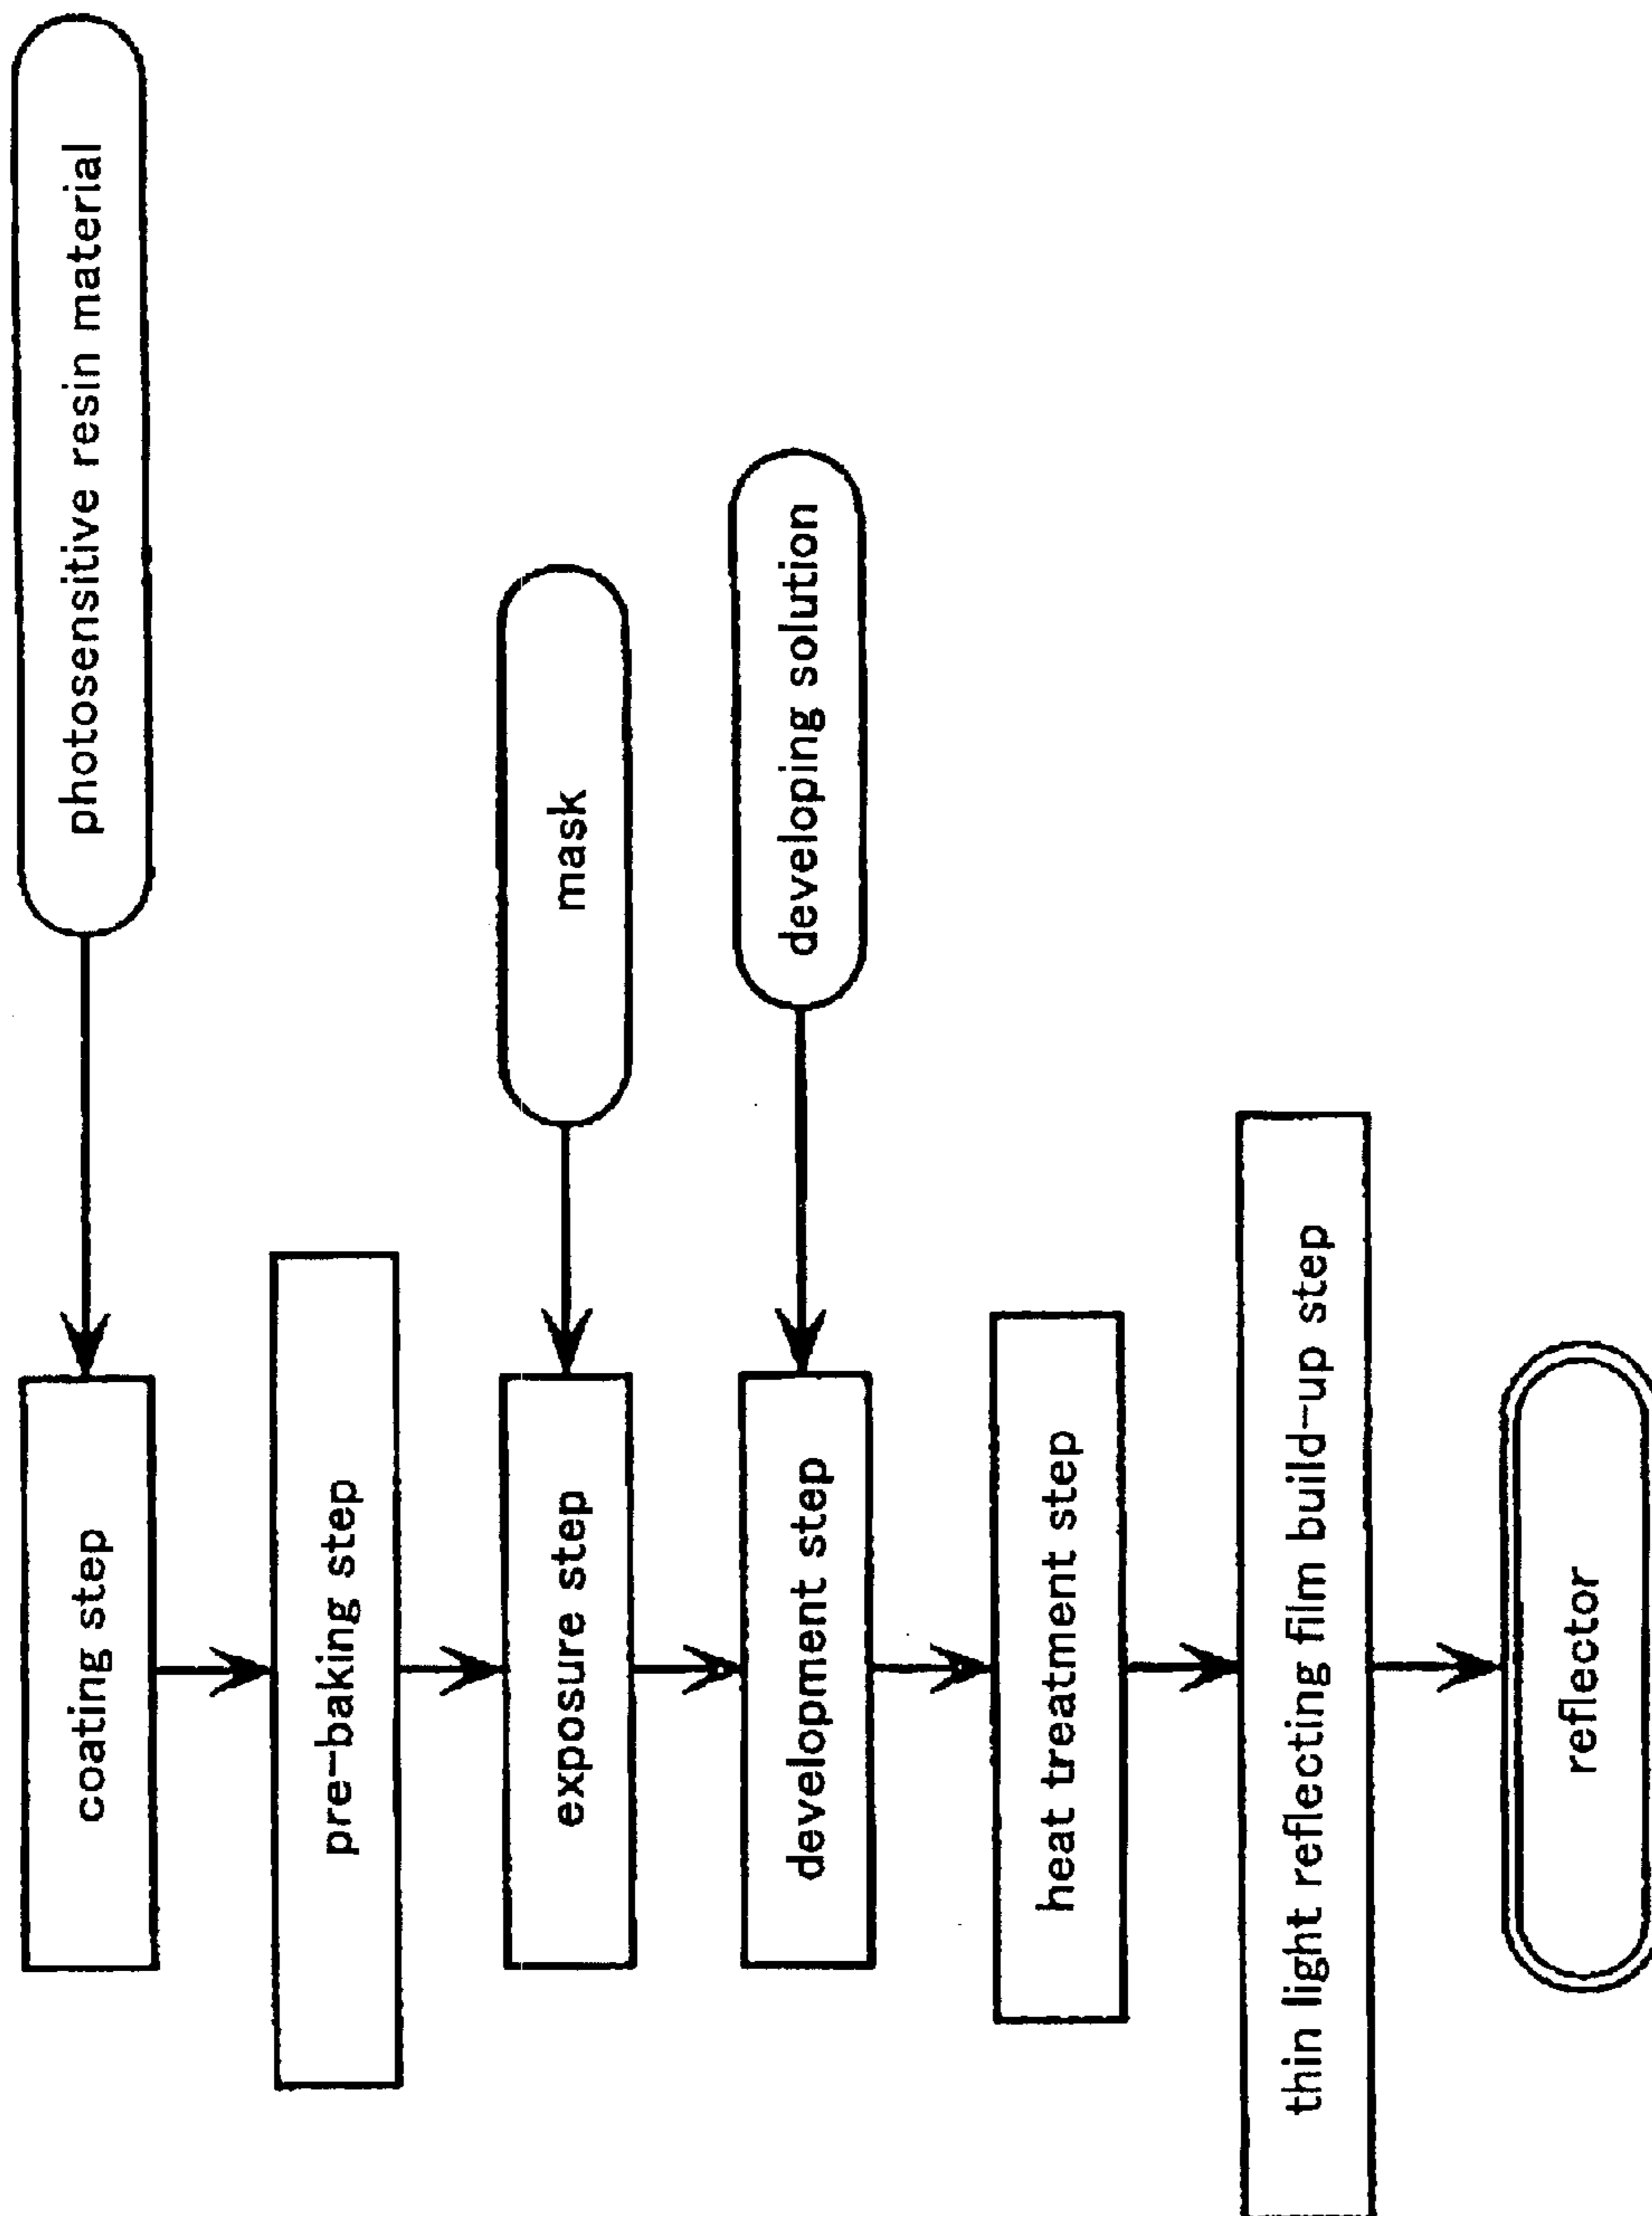 coating step
photosensitive resin material
pre-baking step
exposure step
mask
development step
developing solution
heat treatment step
thin light reflecting film build-up step
reflector